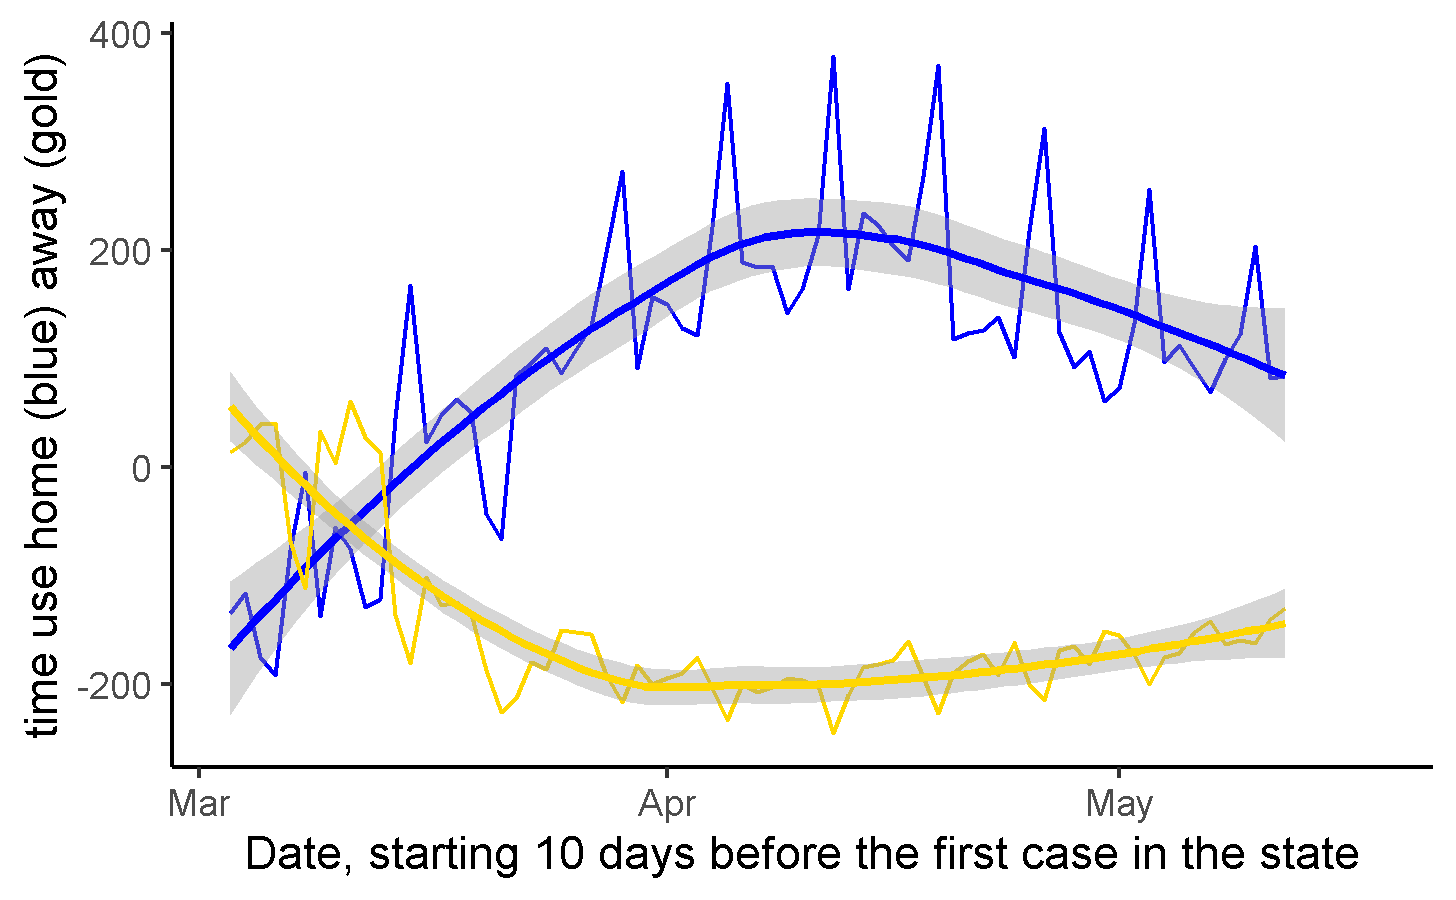 time use home (blue) away (gold)
400
200
0
-200
Mar Apr May
Date, starting 10 days before the first case in the state